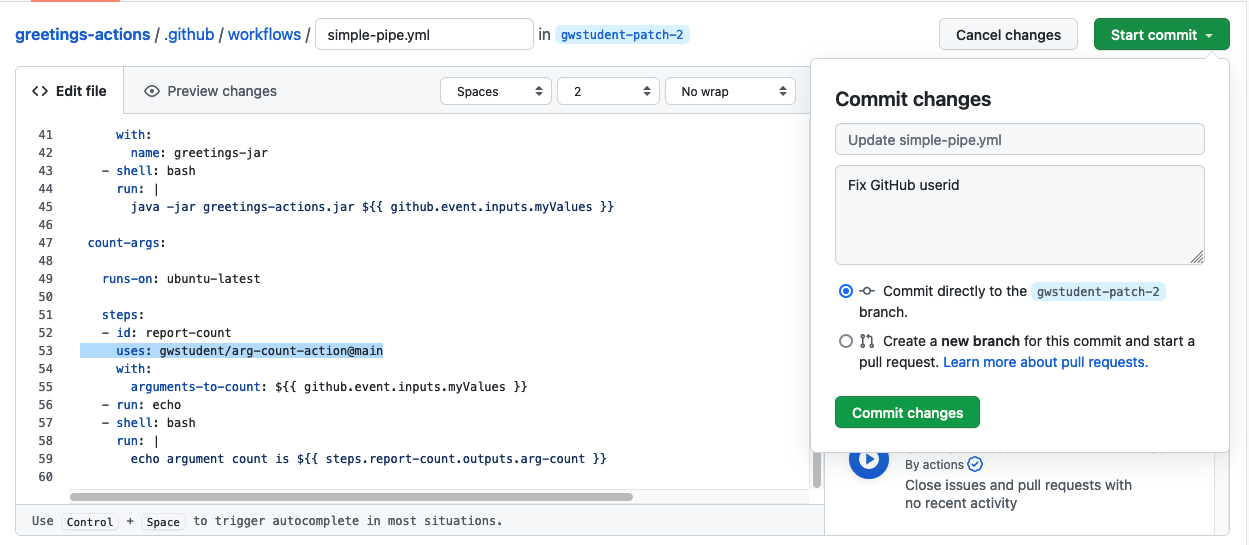 greetings-actions / .github / workflows / simple-pipe.yml in gwstudent-patch-2
Cancel changes
Start commit
Edit file
Preview changes
Spaces
2
No wrap
41 with:
42 name: greetings-jar
43 - shell: bash
44 run: |
45 java -jar greetings-actions.jar ${{ github.event.inputs.myValues }}
46
47 count-args:
48
49 runs-on: ubuntu-latest
50
51 steps:
52 - id: report-count
53 uses: gwstudent/arg-count-action@main
54 with:
55 arguments-to-count: ${{ github.event.inputs.myValues }}
56 - run: echo
57 - shell: bash
58 run: |
59 echo argument count is ${{ steps.report-count.outputs.arg-count }}
60
Use Control + Space to trigger autocomplete in most situations.
Commit changes
Update simple-pipe.yml
Fix GitHub userid
Commit directly to the gwstudent-patch-2
branch.
Create a new branch for this commit and start a
pull request. Learn more about pull requests.
Commit changes
By actions
Close issues and pull requests with
no recent activity